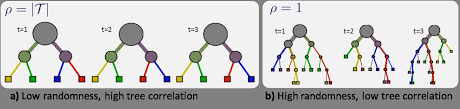 ρ = |𝒯|
t=1
t=2
t=3
a) Low randomness, high tree correlation
ρ = 1
t=1
t=2
t=3
b) High randomness, low tree correlation